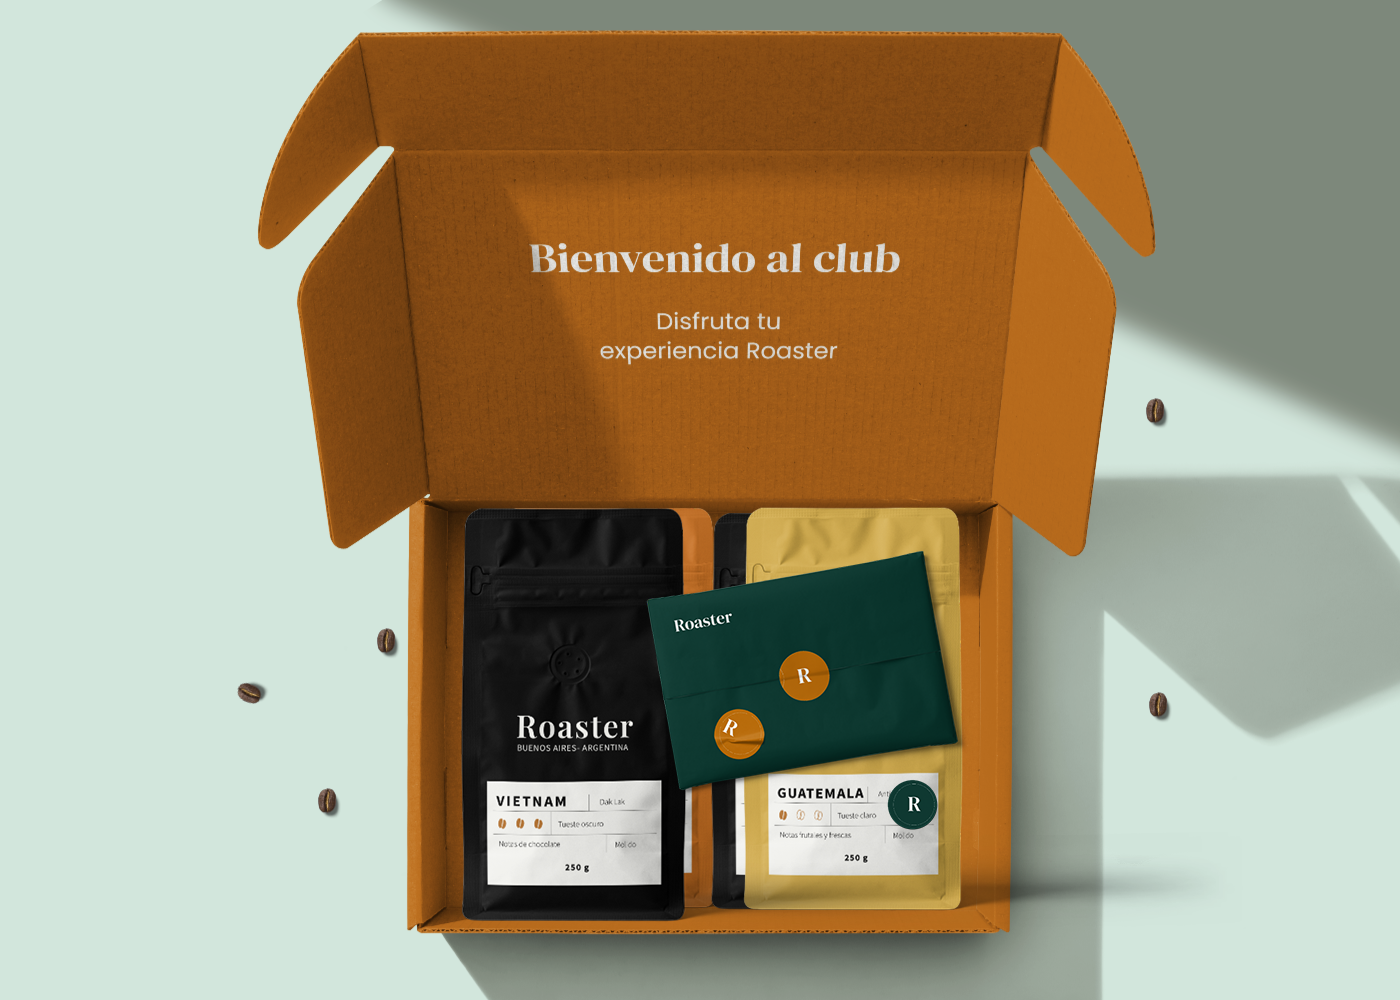 Bienvenido al club
Disfruta tu
experiencia Roaster
Roaster
R
R
Roaster
BUENOS AIRES- ARGENTINA
VIETNAM Dak Lak
Tueste oscuro
Notas de chocolate Molido
250 g
GUATEMALA
R
Tueste claro
Notas frutales y frescas Molido
250 g